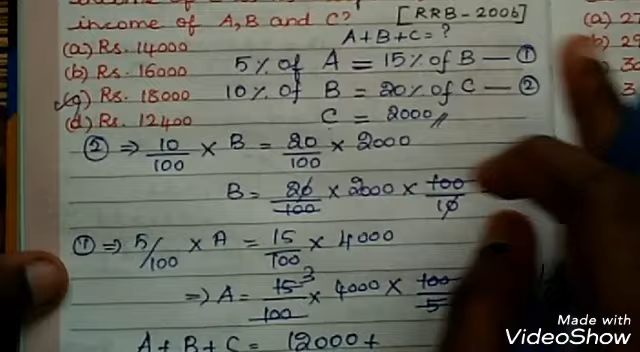 income of A, B and C? [RRB-2006]
(a) Rs. 14000 A+B+C=?
(b) Rs. 16000 5% of A = 15% of B — ①
(c) Rs. 18000 10% of B = 20% of C — ②
(d) Rs. 12400 C = 2000//
② ⇒ 10/100 × B = 20/100 × 2000
B = 20/100 × 2000 × 100/10
① ⇒ 5/100 × A = 15/100 × 4000
⇒ A = 15³/100 × 4000 × 100/5
A + B + C = 12000 +
(a)
Made with
VideoShow